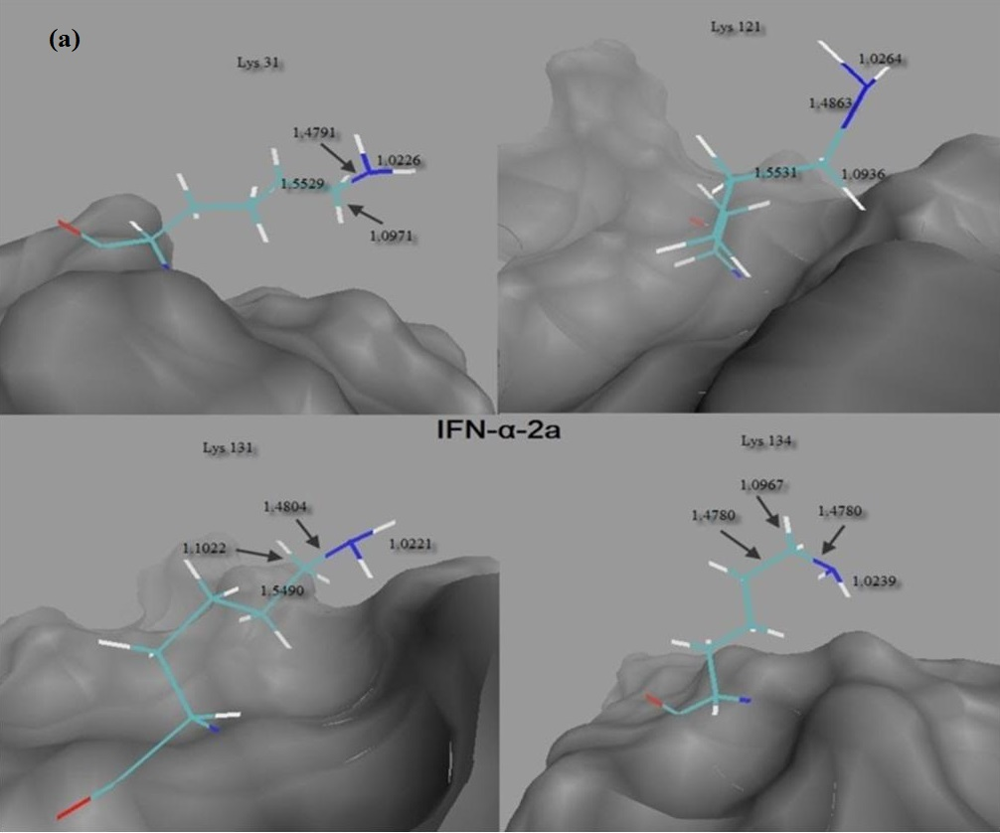 (a)
Lys 31
1.4791
1.0226
1.5529
1.0971
Lys 121
1.0264
1.4863
1.5531
1.0936
IFN-α-2a
Lys 131
1.4804
1.1022
1.0221
1.5490
Lys 134
1.0967
1.4780
1.4780
1.0239